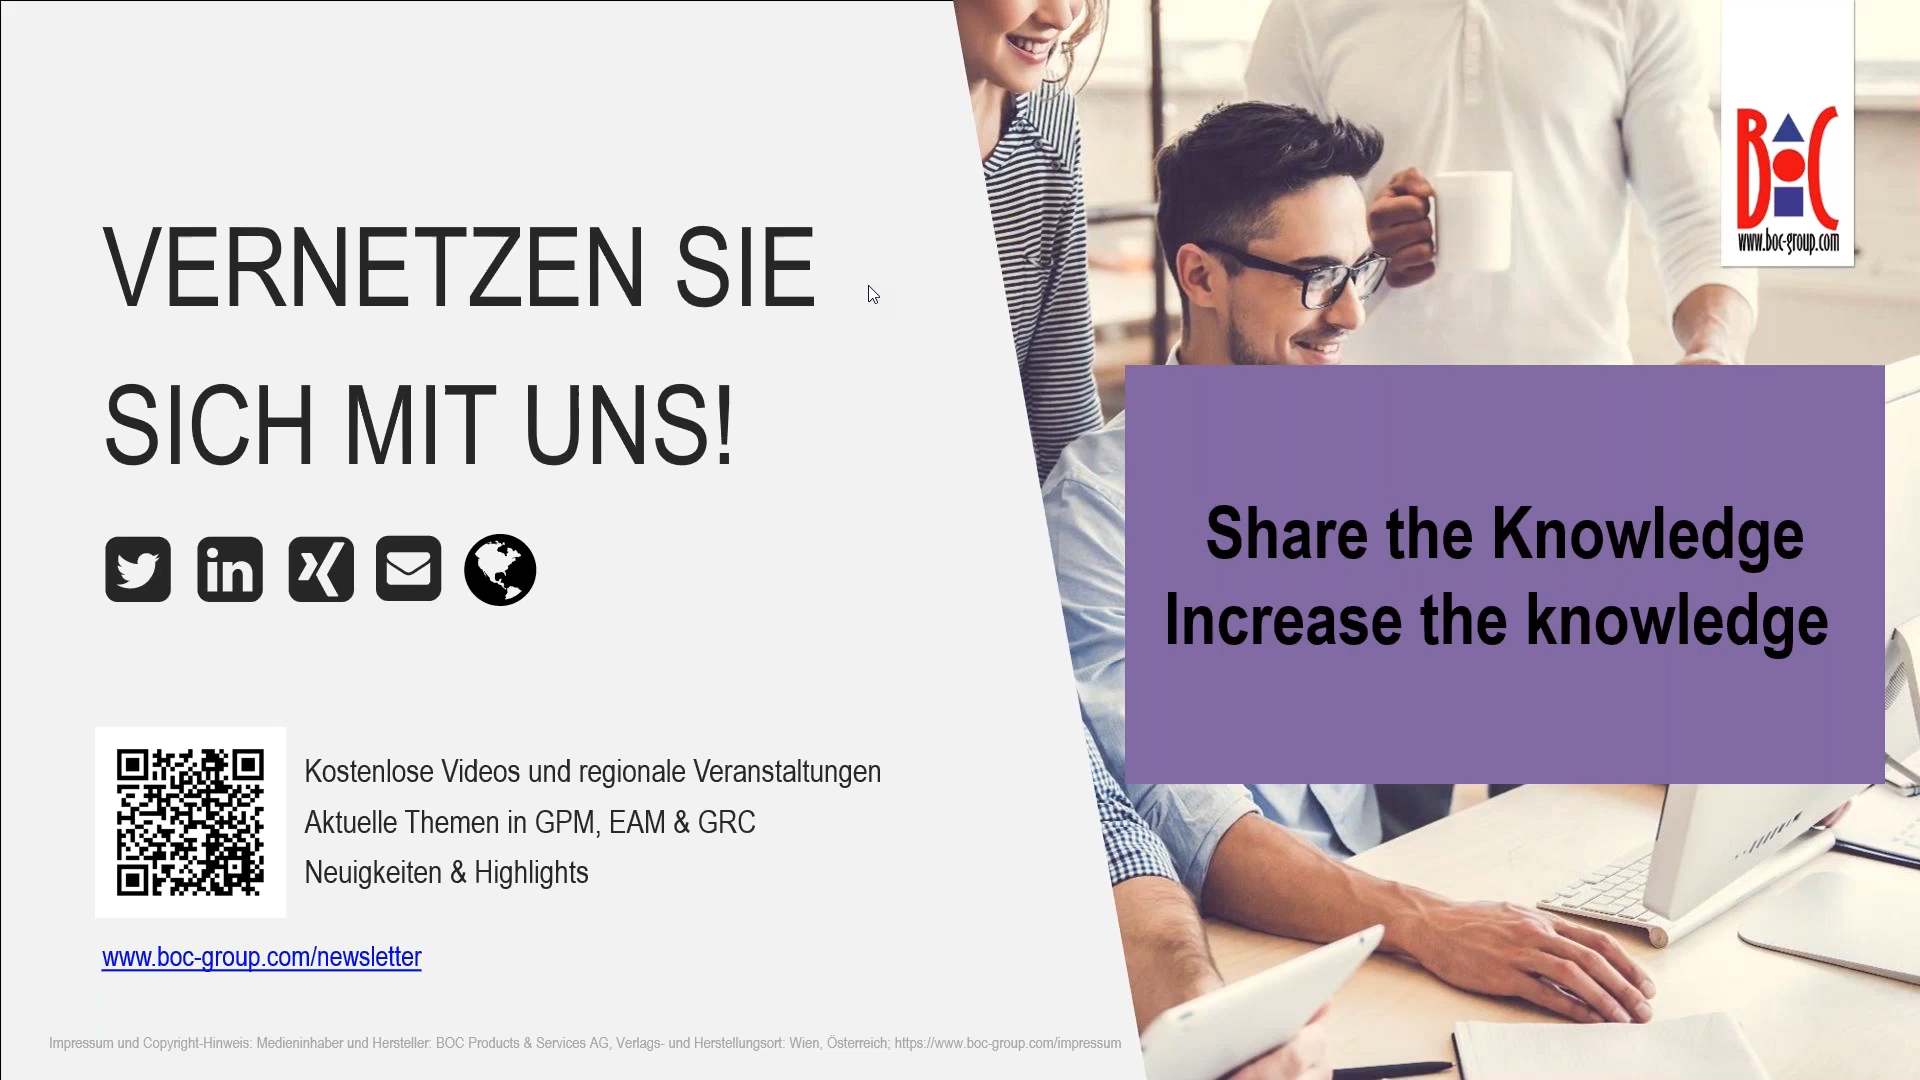 VERNETZEN SIE
SICH MIT UNS!
Kostenlose Videos und regionale Veranstaltungen
Aktuelle Themen in GPM, EAM & GRC
Neuigkeiten & Highlights
www.boc-group.com/newsletter
Impressum und Copyright-Hinweis: Medieninhaber und Hersteller: BOC Products & Services AG, Verlags- und Herstellungsort: Wien, Österreich; https://www.boc-group.com/impressum
BOC
www.boc-group.com
Share the Knowledge
Increase the knowledge